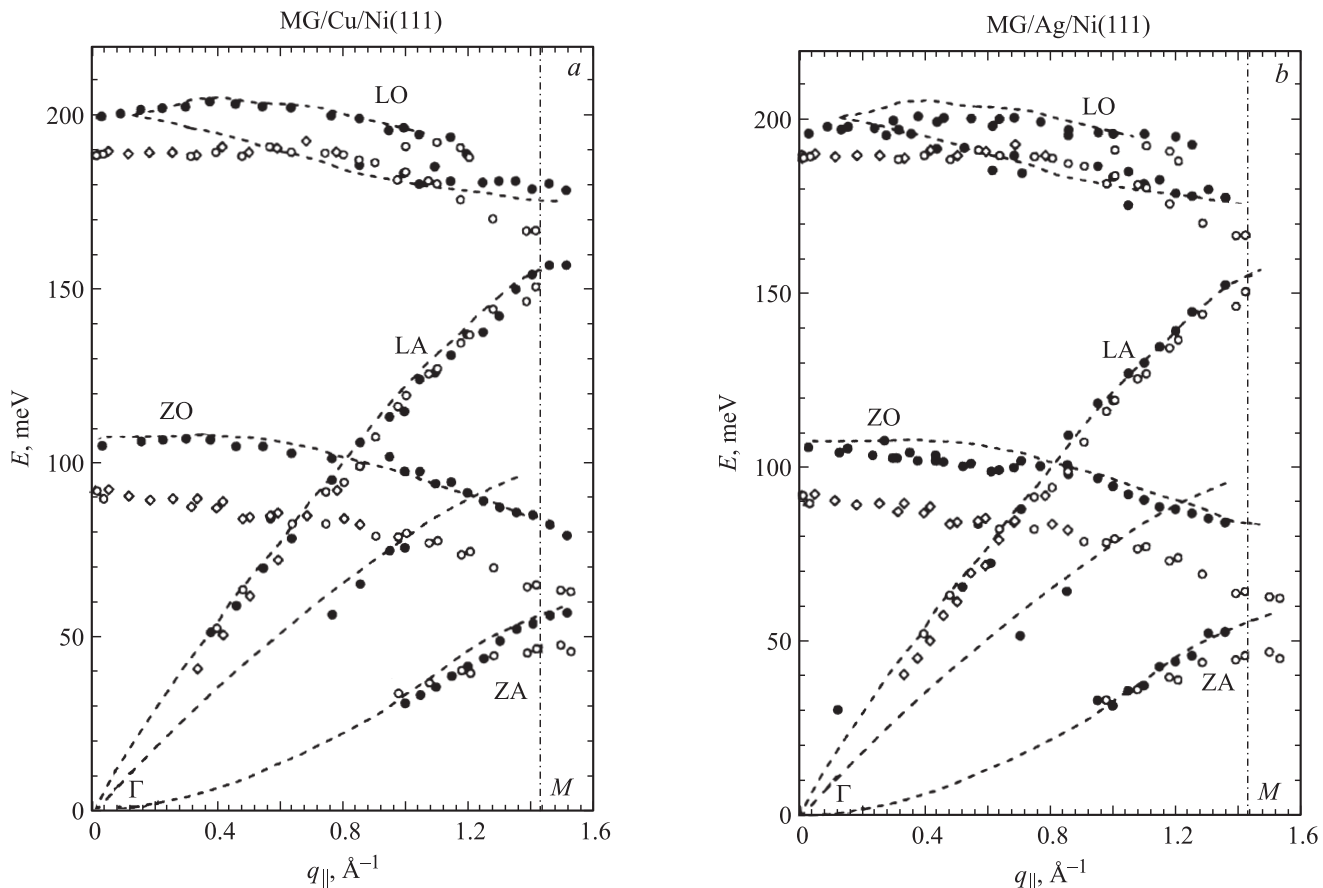 MG/Cu/Ni(111)
a
LO
200
150
LA
ZO
E, meV
100
50
ZA
Γ
M
0
0 0.4 0.8 1.2 1.6
q||, Å–1
MG/Ag/Ni(111)
b
LO
200
150
LA
ZO
E, meV
100
50
ZA
Γ
M
0
0 0.4 0.8 1.2 1.6
q||, Å–1